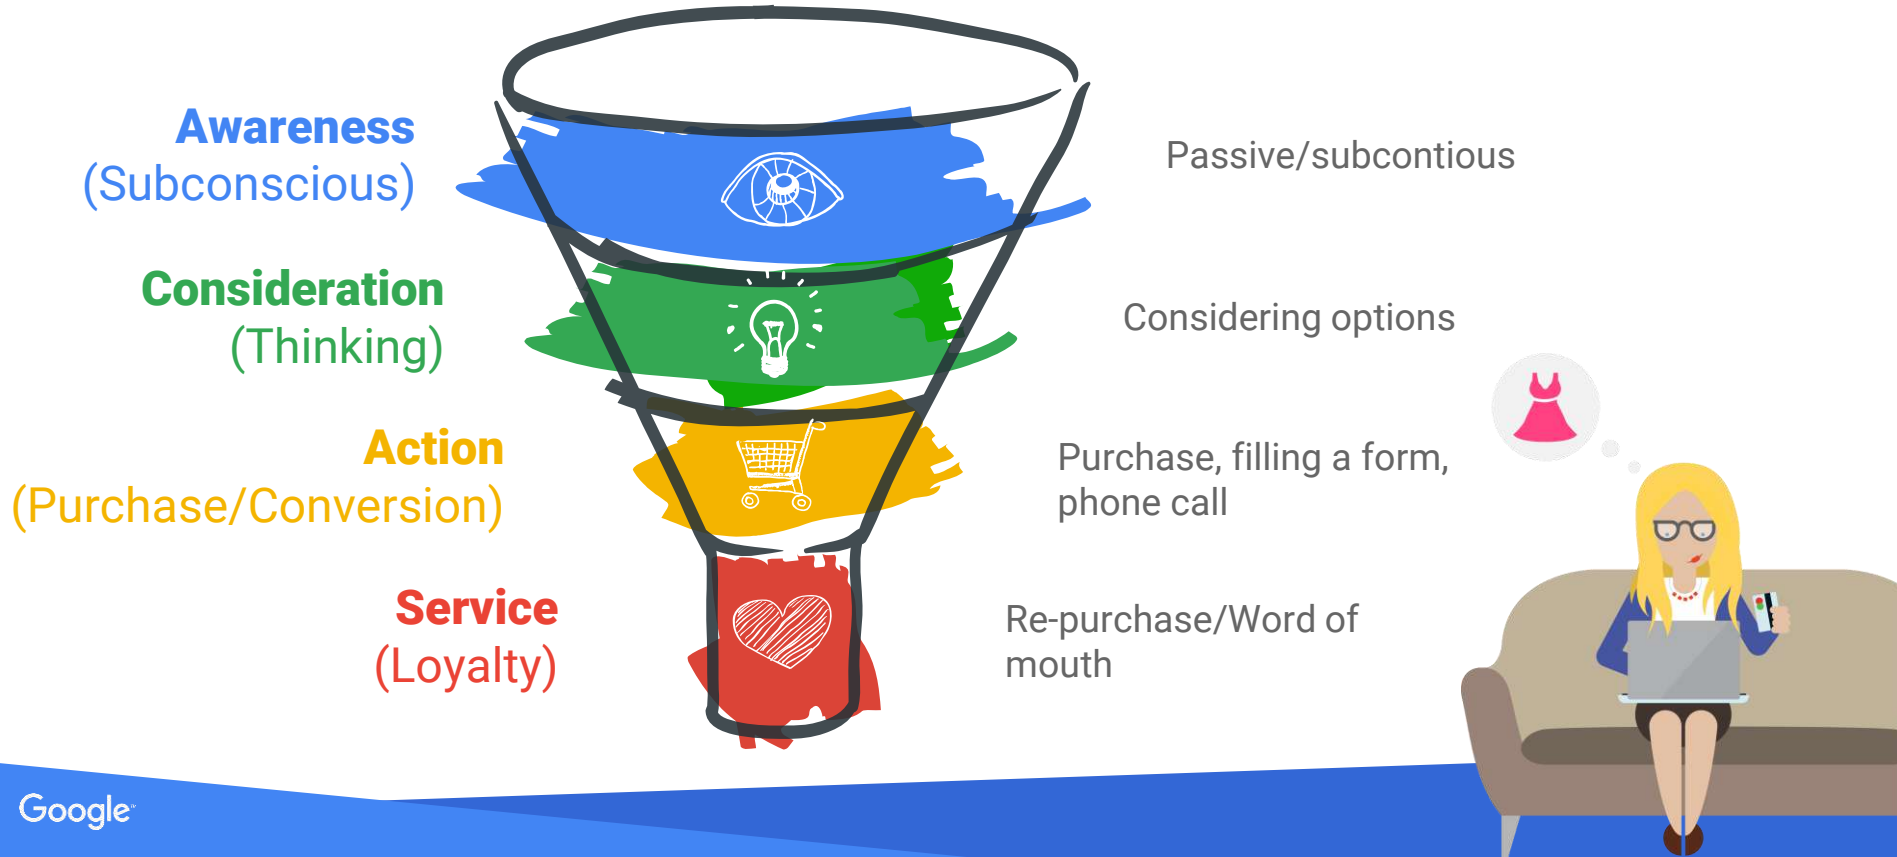 Awareness
(Subconscious)
Passive/subcontious
Consideration
(Thinking)
Considering options
Action
(Purchase/Conversion)
Purchase, filling a form,
phone call
Service
(Loyalty)
Re-purchase/Word of
mouth
Google